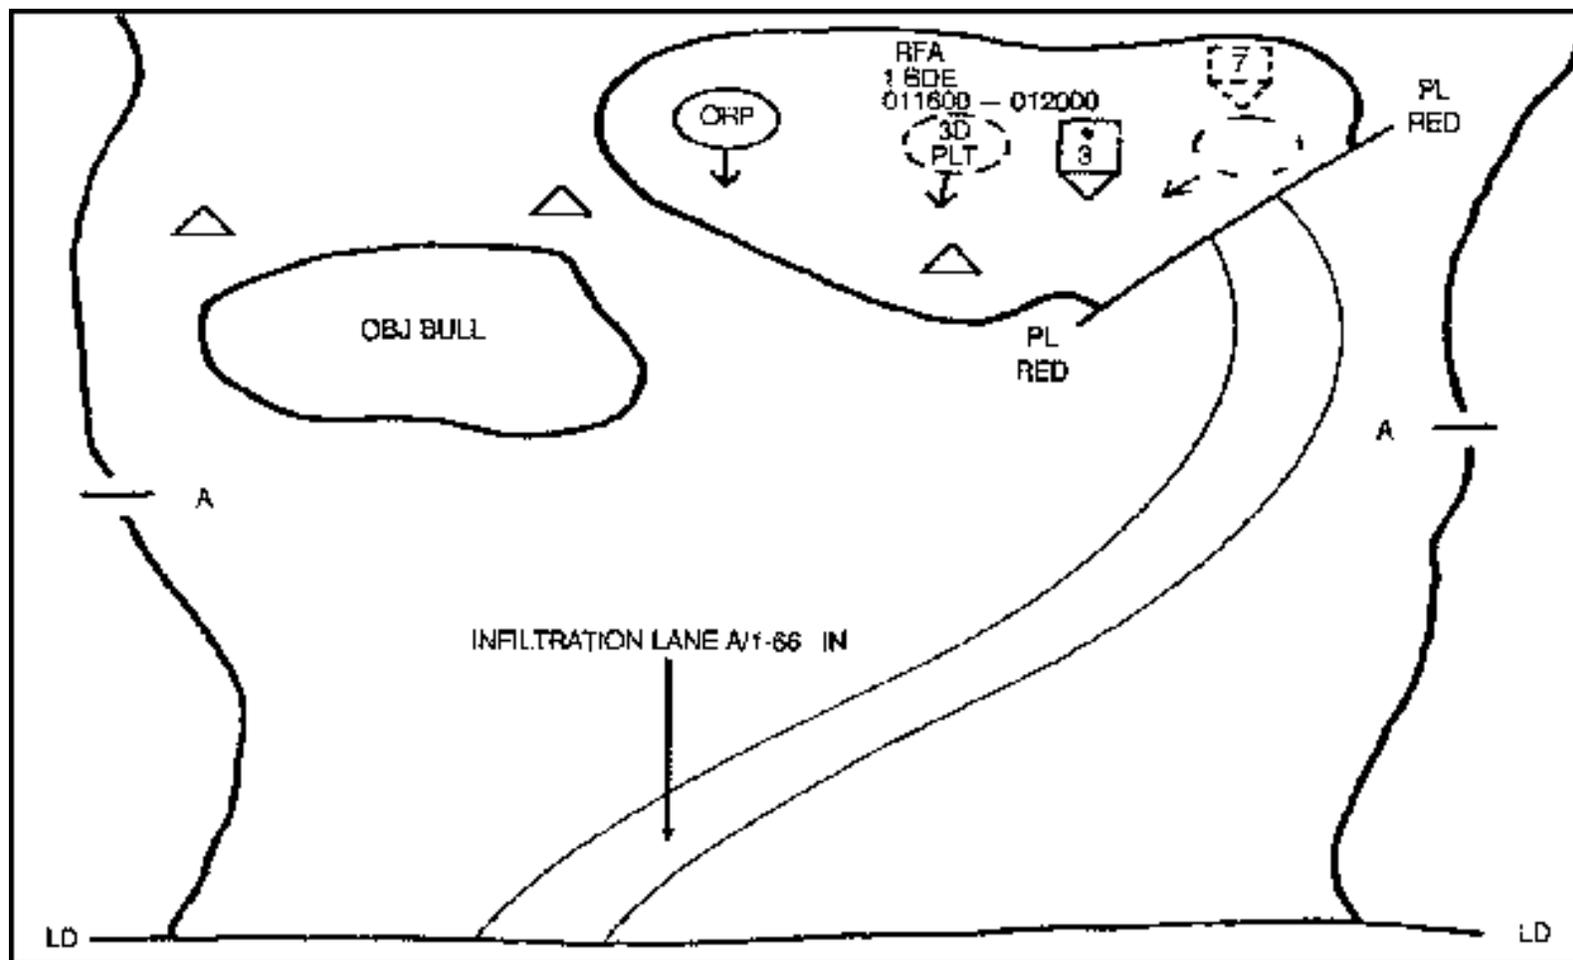 RFA
1 BDE
011600 — 012000
7
ORP
3D
PLT
3
PL
RED
OBJ BULL
PL
RED
A
A
INFILTRATION LANE A/1-66 IN
LD
LD